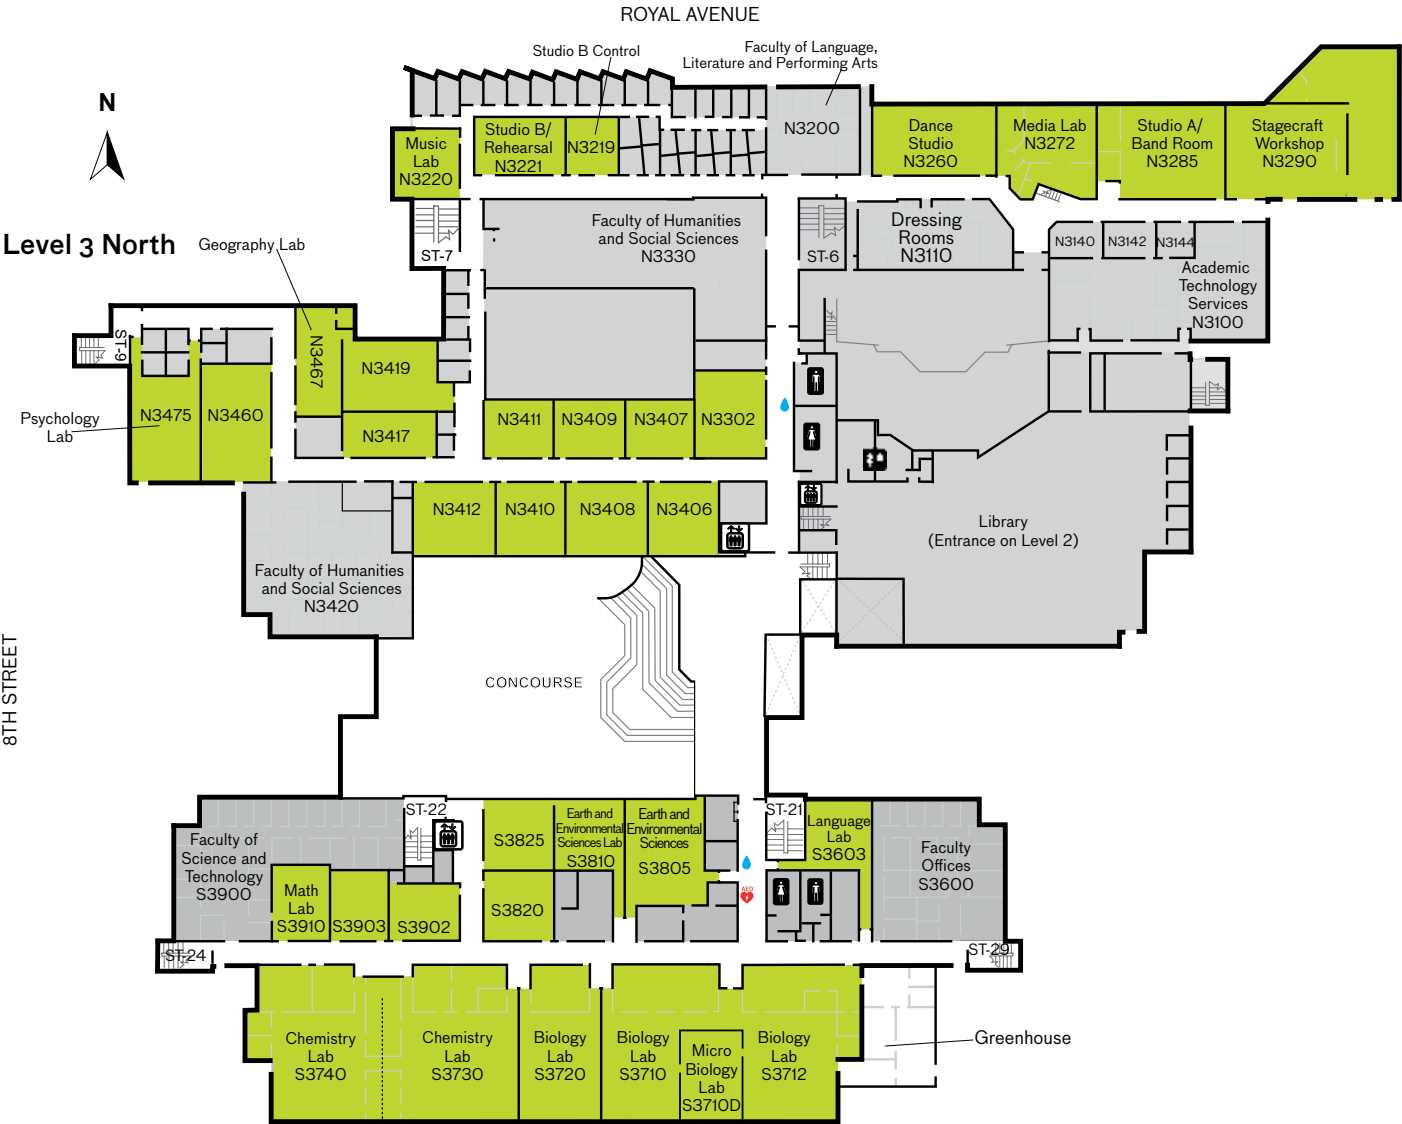 ROYAL AVENUE
Studio B Control
Faculty of Language,
Literature and Performing Arts
N
Music
Lab
N3220
Studio B/
Rehearsal
N3221
N3219
N3200
Dance
Studio
N3260
Media Lab
N3272
Studio A/
Band Room
N3285
Stagecraft
Workshop
N3290
Level 3 North
Geography Lab
ST-7
Faculty of Humanities
and Social Sciences
N3330
ST-6
Dressing
Rooms
N3110
N3140
N3142
N3144
Academic
Technology
Services
N3100
ST-9
N3467
N3419
Psychology
Lab
N3475
N3460
N3417
N3411
N3409
N3407
N3302
N3412
N3410
N3408
N3406
Library
(Entrance on Level 2)
Faculty of Humanities
and Social Sciences
N3420
8TH STREET
CONCOURSE
ST-22
ST-21
Faculty of
Science and
Technology
S3900
Math
Lab
S3910
S3903
S3902
S3825
Earth and
Environmental
Sciences Lab
S3810
Earth and
Environmental
Sciences
S3805
S3820
AED
Language
Lab
S3603
Faculty
Offices
S3600
ST-24
ST-29
Chemistry
Lab
S3740
Chemistry
Lab
S3730
Biology
Lab
S3720
Biology
Lab
S3710
Micro
Biology
Lab
S3710D
Biology
Lab
S3712
Greenhouse